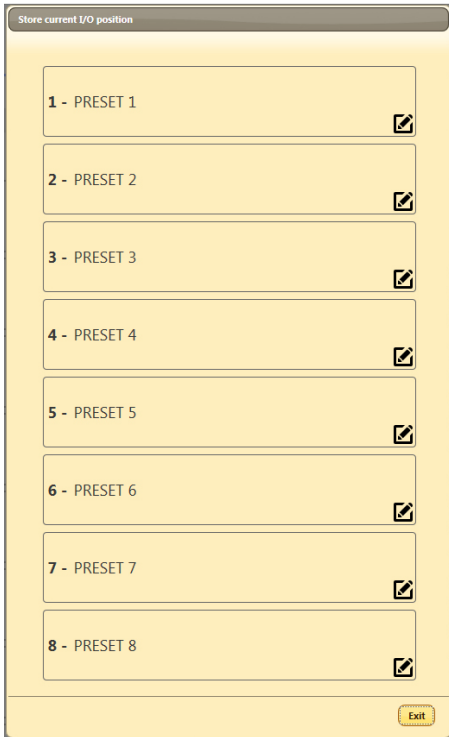 Store current I/O position
1 - PRESET 1
2 - PRESET 2
3 - PRESET 3
4 - PRESET 4
5 - PRESET 5
6 - PRESET 6
7 - PRESET 7
8 - PRESET 8
Exit